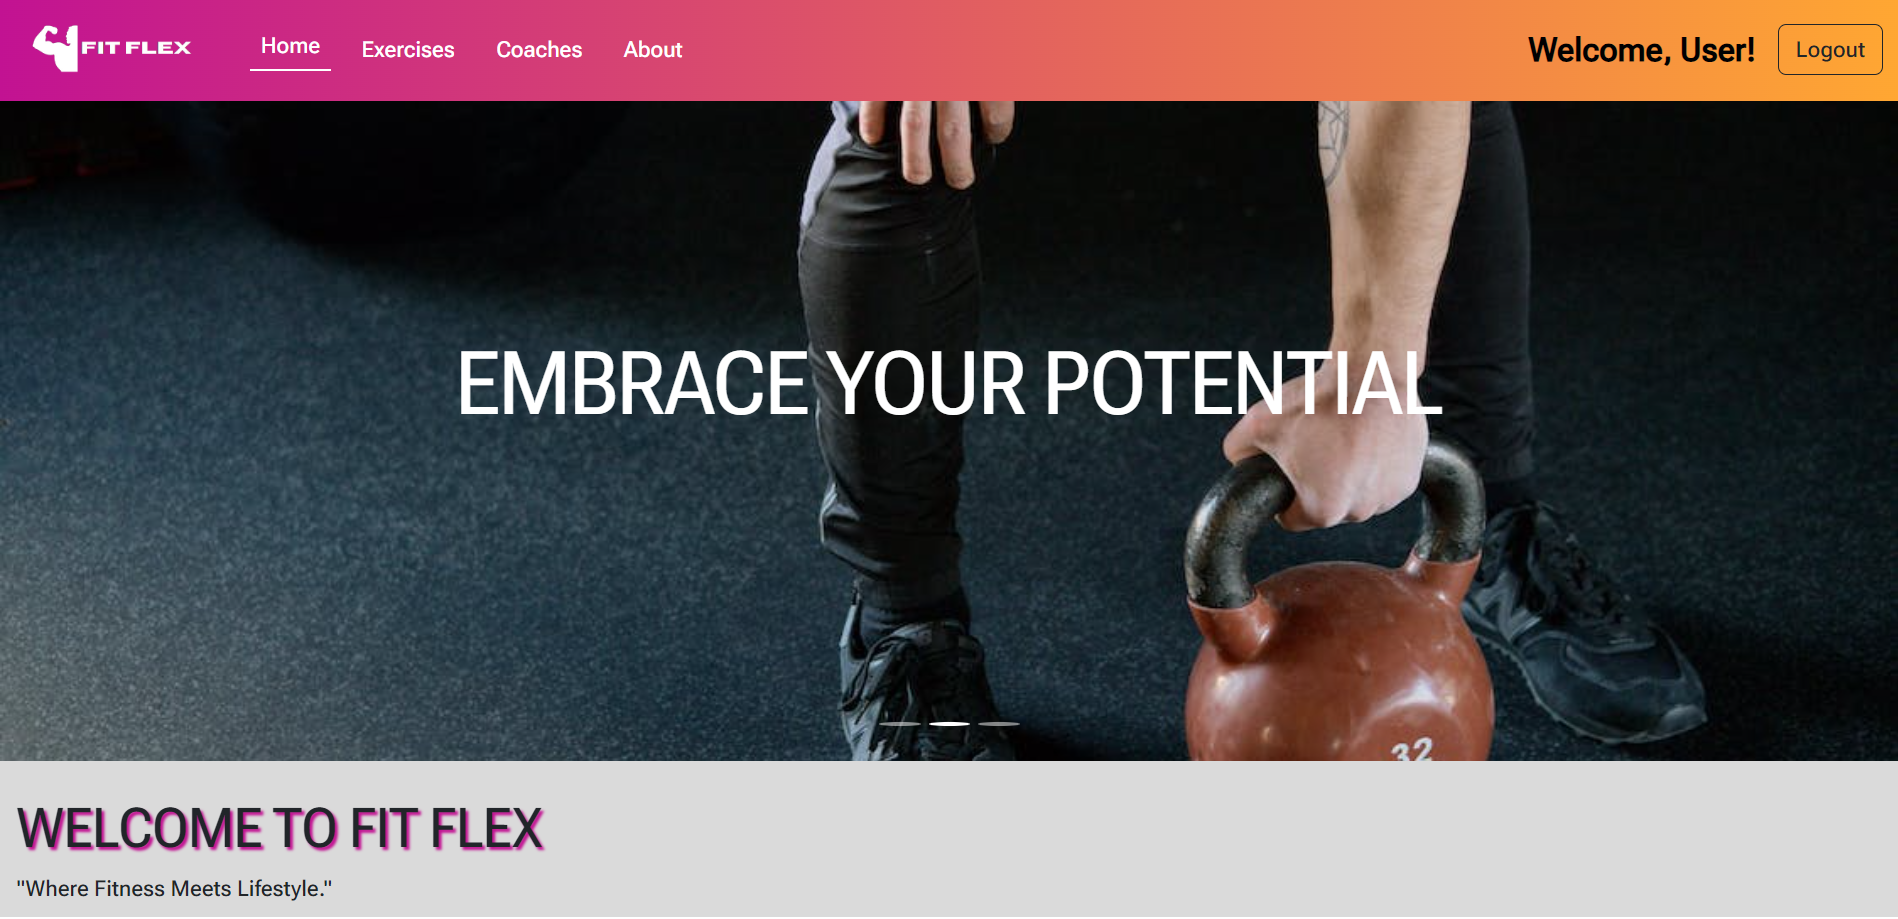 FIT FLEX
Home
Exercises
Coaches
About
Welcome, User!
Logout
EMBRACE YOUR POTENTIAL
32
WELCOME TO FIT FLEX
"Where Fitness Meets Lifestyle."